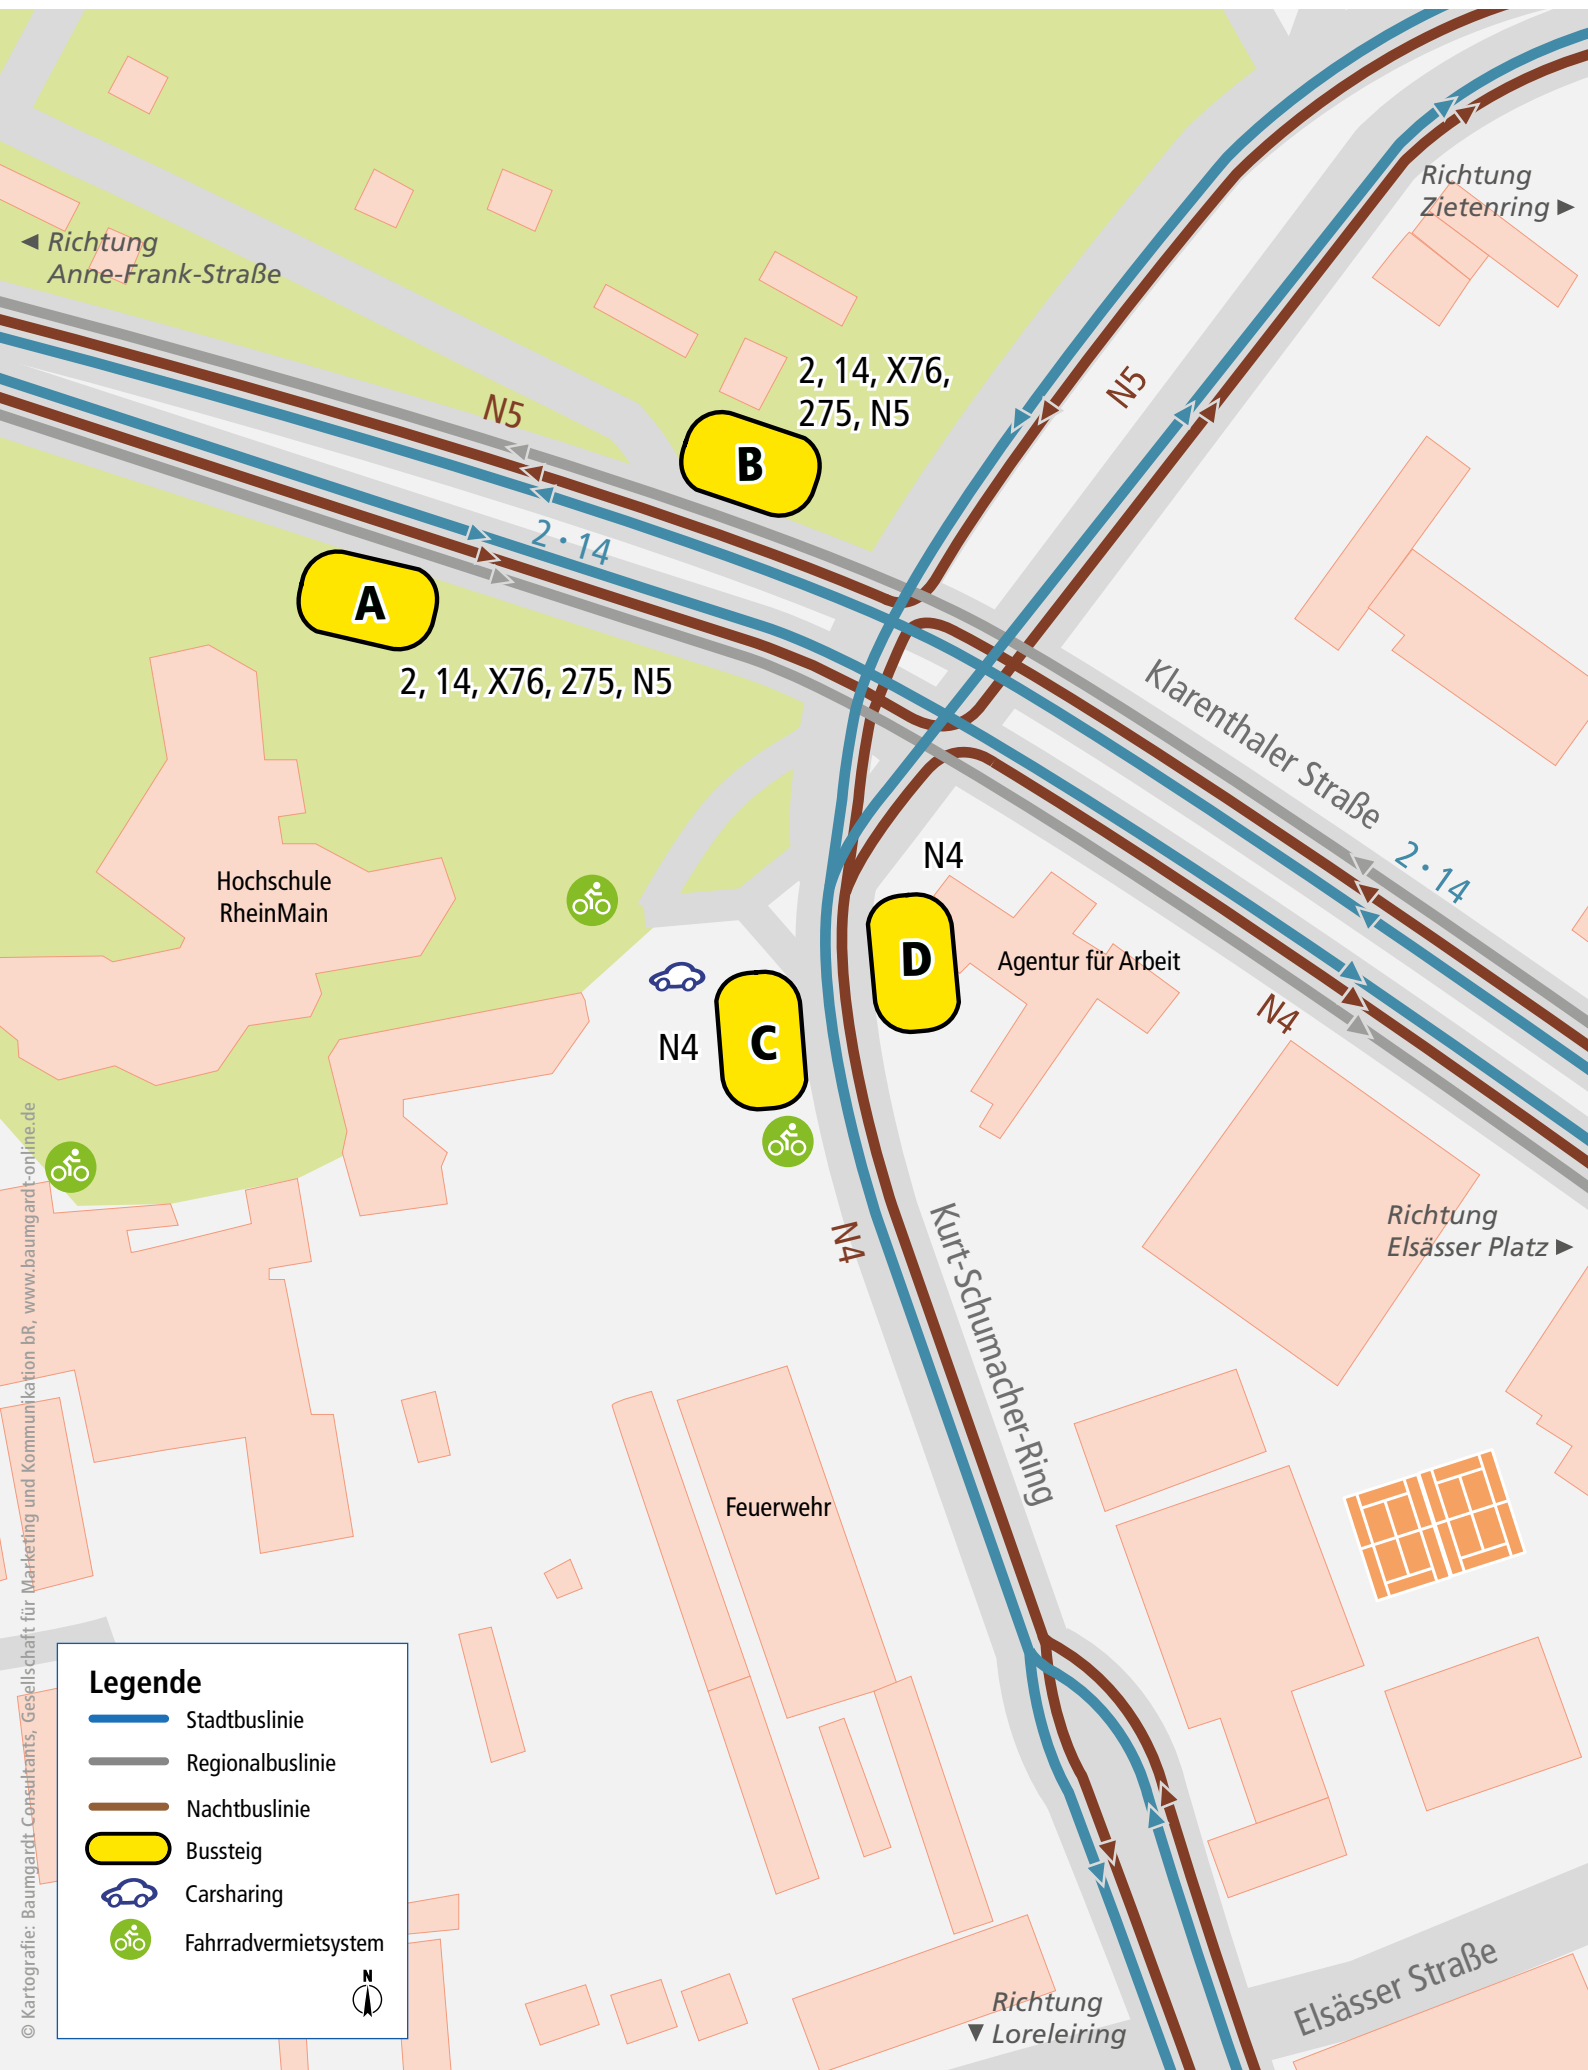 Richtung
Zietenring
Richtung
Anne-Frank-Straße
2, 14, X76,
275, N5
N5
N5
B
2 • 14
A
2, 14, X76, 275, N5
Klarenthaler Straße
2 • 14
N4
Hochschule
RheinMain
D
Agentur für Arbeit
N4
C
N4
N4
Kurt-Schumacher-Ring
Richtung
Elsässer Platz
Feuerwehr
Legende
Stadtbuslinie
Regionalbuslinie
Nachtbuslinie
Bussteig
Carsharing
Fahrradvermietsystem
N
Richtung
Loreleiring
Elsässer Straße
© Kartografie: Baumgardt Consultants, Gesellschaft für Marketing und Kommunikation bR, www.baumgardt-online.de